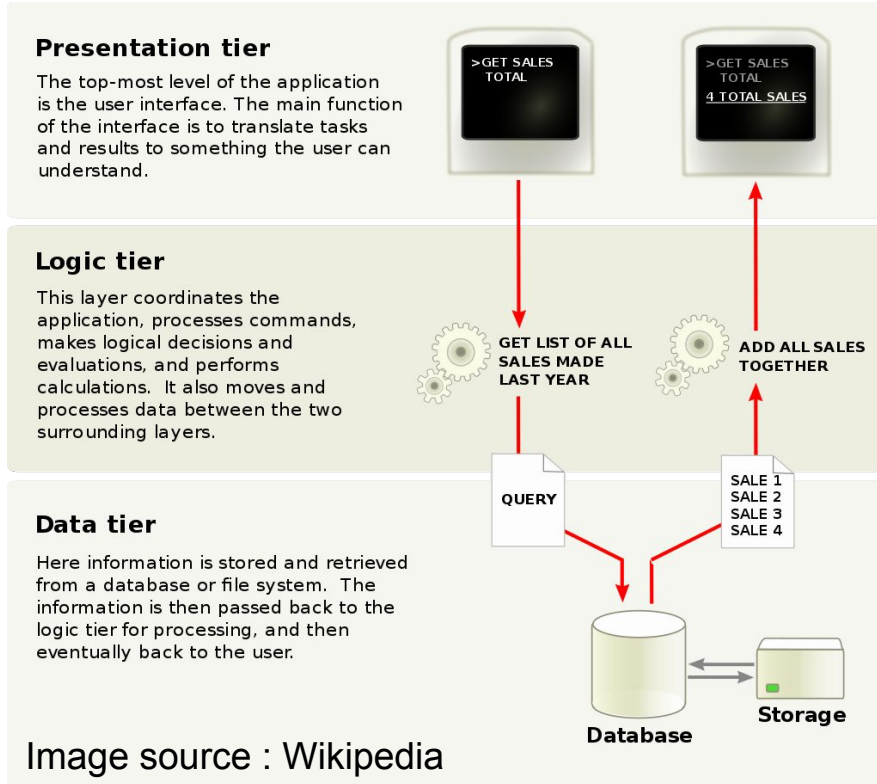 Presentation tier
The top-most level of the application
is the user interface. The main function
of the interface is to translate tasks
and results to something the user can
understand.
>GET SALES
TOTAL
>GET SALES
TOTAL
4 TOTAL SALES
Logic tier
This layer coordinates the
application, processes commands,
makes logical decisions and
evaluations, and performs
calculations. It also moves and
processes data between the two
surrounding layers.
GET LIST OF ALL
SALES MADE
LAST YEAR
ADD ALL SALES
TOGETHER
Data tier
Here information is stored and retrieved
from a database or file system. The
information is then passed back to the
logic tier for processing, and then
eventually back to the user.
QUERY
SALE 1
SALE 2
SALE 3
SALE 4
Database
Storage
Image source : Wikipedia